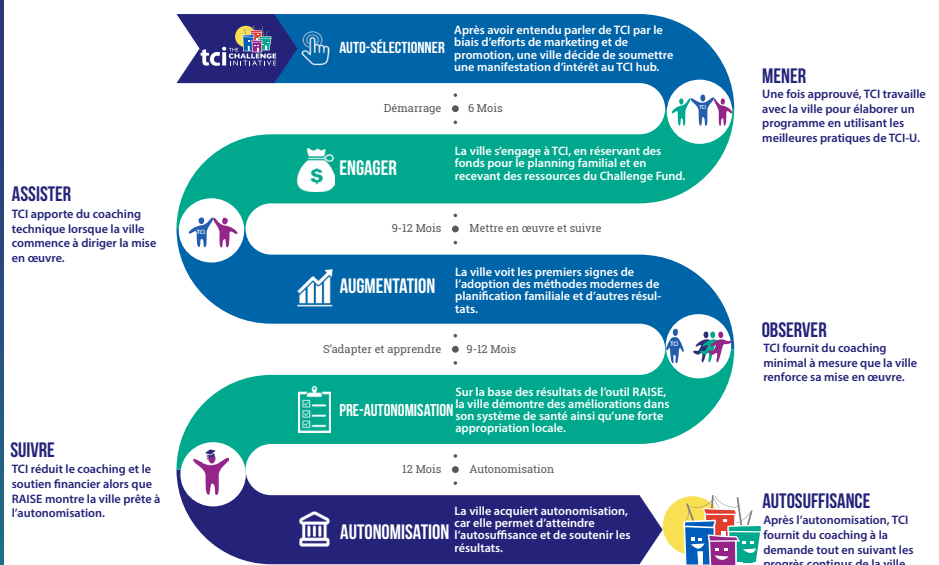 tci THE
CHALLENGE
INITIATIVE
AUTO-SÉLECTIONNER
Après avoir entendu parler de TCI par le
biais d'efforts de marketing et de
promotion, une ville décide de soumettre
une manifestation d'intérêt au TCI hub.
Démarrage
6 Mois
TCI
MENER
Une fois approuvé, TCI travaille
avec la ville pour élaborer un
programme en utilisant les
meilleures pratiques de TCI-U.
ENGAGER
La ville s'engage à TCI, en réservant des
fonds pour le planning familial et en
recevant des ressources du Challenge Fund.
ASSISTER
TCI apporte du coaching
technique lorsque la ville
commence à diriger la mise
en œuvre.
TCI
9-12 Mois
Mettre en œuvre et suivre
AUGMENTATION
La ville voit les premiers signes de
l'adoption des méthodes modernes de
planification familiale et d'autres résul-
tats.
S'adapter et apprendre
9-12 Mois
TCI
OBSERVER
TCI fournit du coaching
minimal à mesure que la ville
renforce sa mise en œuvre.
PRE-AUTONOMISATION
Sur la base des résultats de l'outil RAISE,
la ville démontre des améliorations dans
son système de santé ainsi qu'une forte
appropriation locale.
SUIVRE
TCI réduit le coaching et le
soutien financier alors que
RAISE montre la ville prête à
l'autonomisation.
12 Mois
Autonomisation
AUTONOMISATION
La ville acquiert autonomisation,
car elle permet d'atteindre
l'autosuffisance et de soutenir les
résultats.
AUTOSUFFISANCE
Après l'autonomisation, TCI
fournit du coaching à la
demande tout en suivant les
progrès continus de la ville